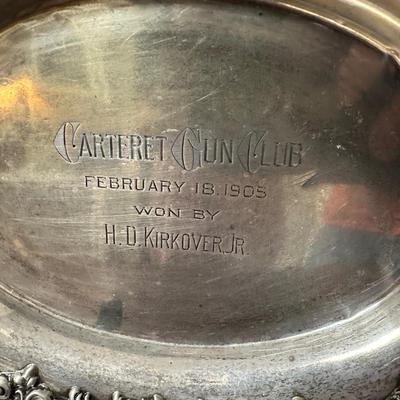 CARTERET GUN CLUB
FEBRUARY 18.1905
WON BY
H.D.KIRKOVER,JR.